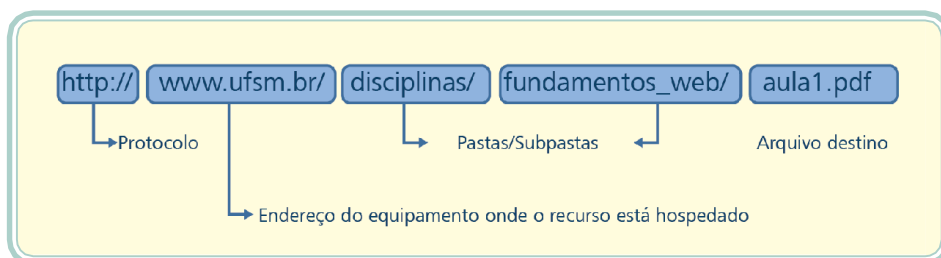 http:// www.ufsm.br/ disciplinas/ fundamentos_web/ aula1.pdf
Protocolo Pastas/Subpastas Arquivo destino
Endereço do equipamento onde o recurso está hospedado